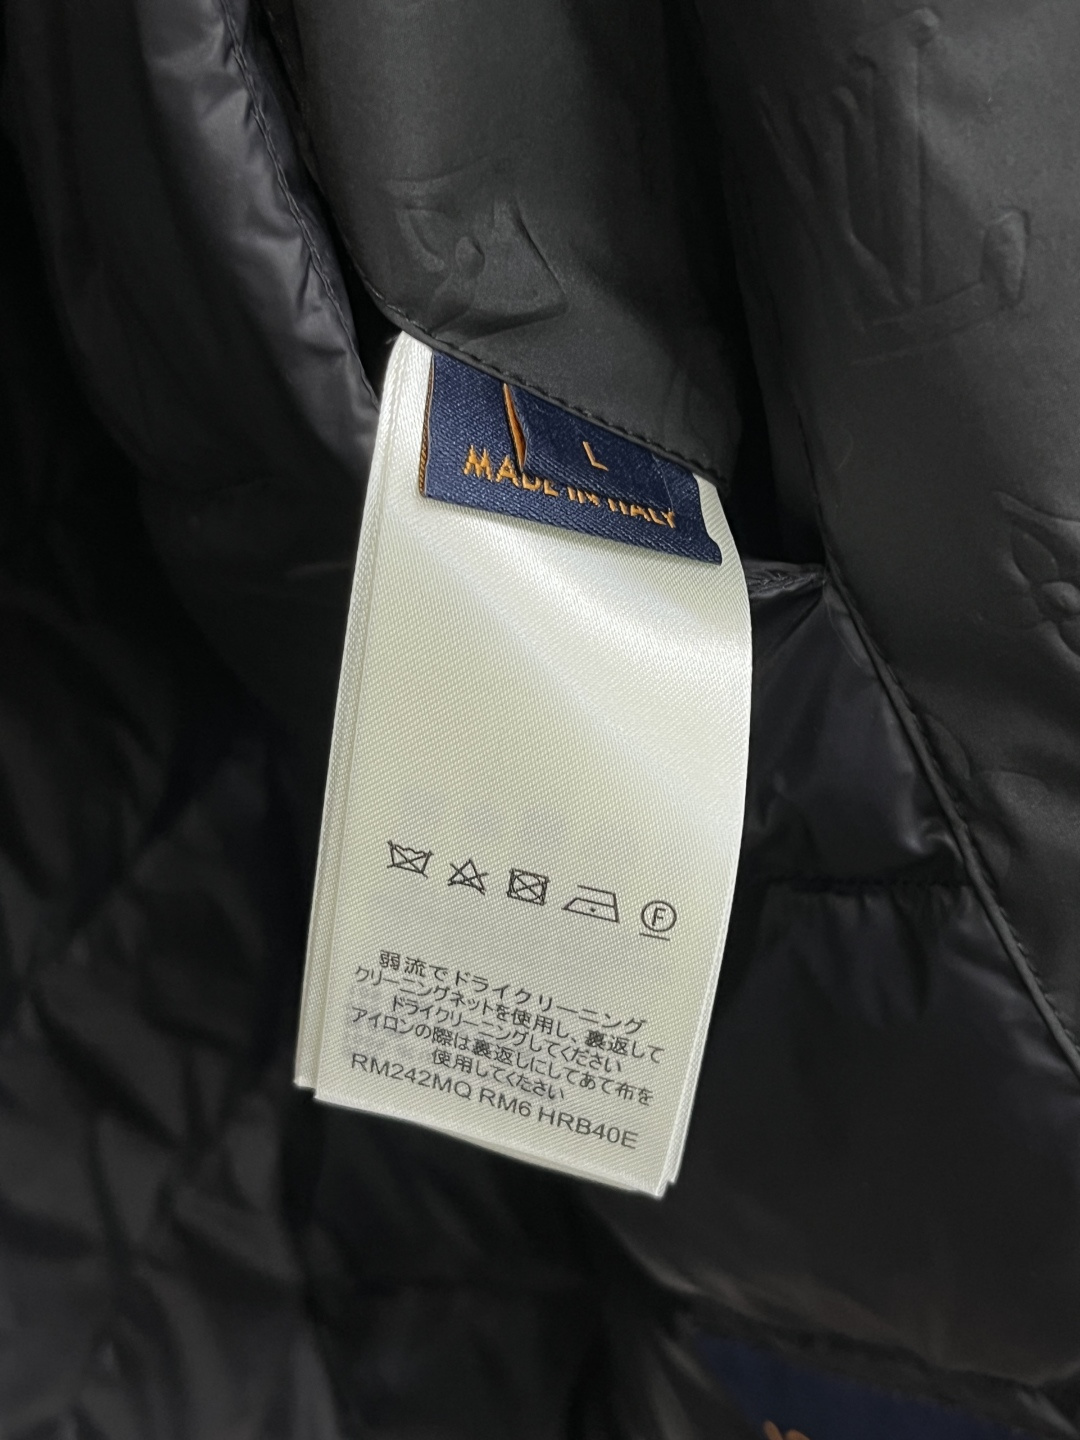 L
MADE IN ITALY
F
弱流でドライクリーニング
クリーニングネットを使用し、裏返して
ドライクリーニングしてください
アイロンの際は裏返しにしてあて布を
使用してください
RM242MQ RM6 HRB40E